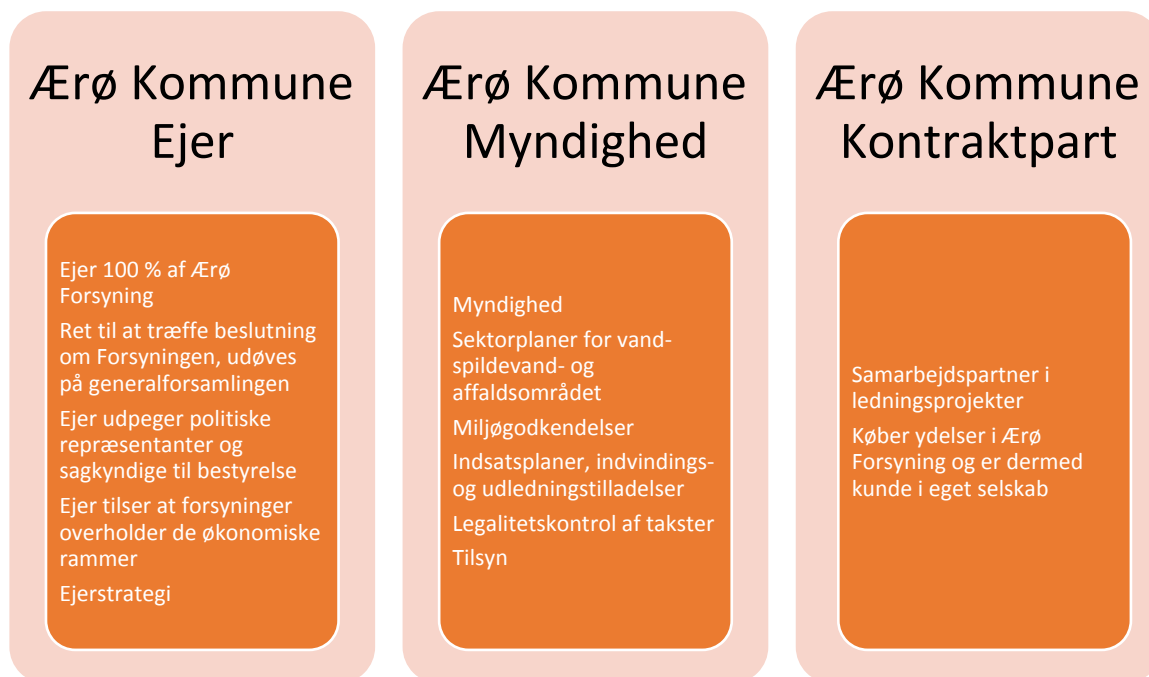 Ærø Kommune
Ejer
Ejer 100 % af Ærø
Forsyning
Ret til at træffe beslutning
om Forsyningen, udøves
på generalforsamlingen
Ejer udpeger politiske
repræsentanter og
sagkyndige til bestyrelse
Ejer tilser at forsyninger
overholder de økonomiske
rammer
Ejerstrategi
Ærø Kommune
Myndighed
Myndighed
Sektorplaner for vand-
spildevand- og
affaldsområdet
Miljøgodkendelser
Indsatsplaner, indvindings-
og udledningstilladelser
Legalitetskontrol af takster
Tilsyn
Ærø Kommune
Kontraktpart
Samarbejdspartner i
ledningsprojekter
Køber ydelser i Ærø
Forsyning og er dermed
kunde i eget selskab